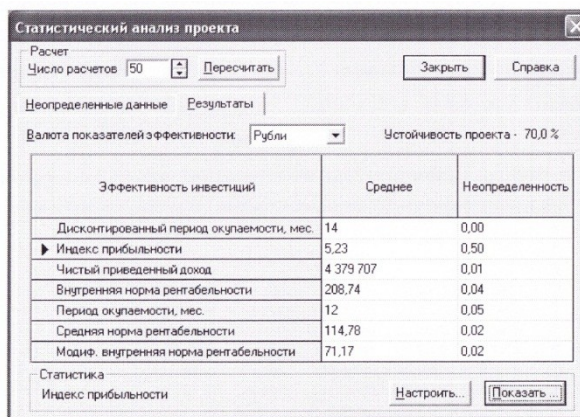 Статистический анализ проекта
Расчет
Число расчетов 50 Пересчитать Закрыть Справка
Неопределенные данные Результаты
Валюта показателей эффективности: Рубли Устойчивость проекта - 70,0 %
Эффективность инвестиций Среднее Неопределенность
Дисконтированный период окупаемости, мес. 14 0,00
Индекс прибыльности 5,23 0,50
Чистый приведенный доход 4 379 707 0,01
Внутренняя норма рентабельности 208,74 0,04
Период окупаемости, мес. 12 0,05
Средняя норма рентабельности 114,78 0,02
Модиф. внутренняя норма рентабельности 71,17 0,02
Статистика
Индекс прибыльности Настроить... Показать ...